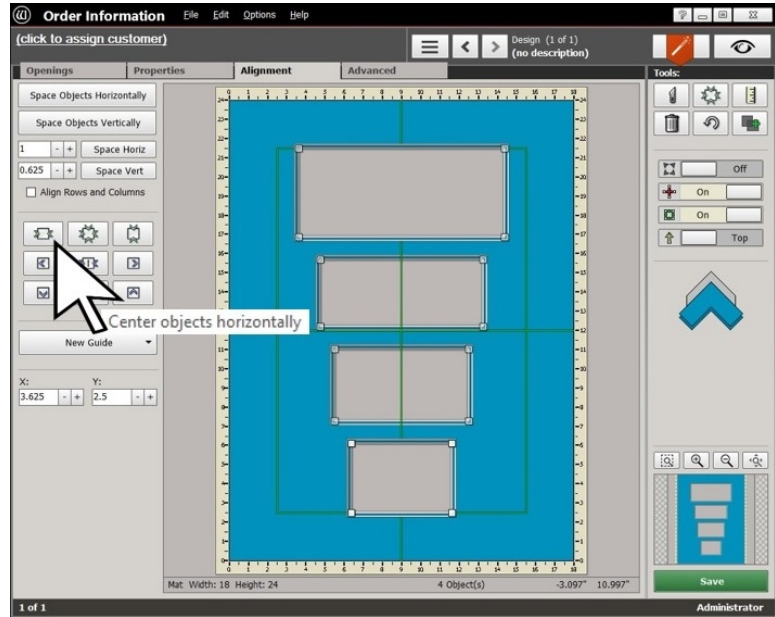 Order Information File Edit Options Help
(click to assign customer)
Design (1 of 1)
(no description)
Openings Properties Alignment Advanced
Tools:
Space Objects Horizontally
Space Objects Vertically
1 - + Space Horiz
0.625 - + Space Vert
Align Rows and Columns
Center objects horizontally
New Guide
X: Y:
3.625 - + 2.5 - +
Off
On
On
Top
Mat Width: 18 Height: 24 4 Object(s) -3.097" 10.997"
Save
1 of 1 Administrator